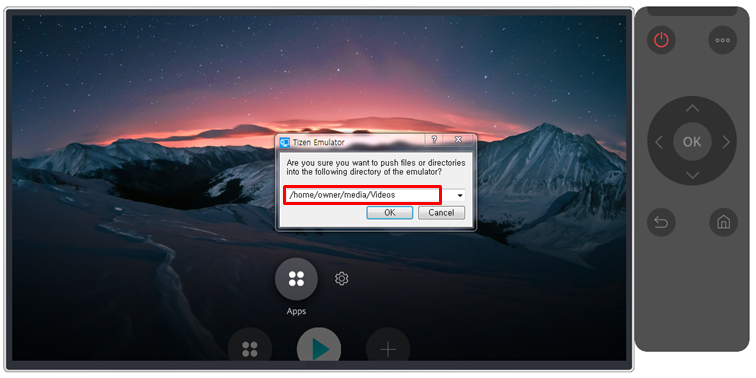 Tizen Emulator
Are you sure you want to push files or directories
into the following directory of the emulator?
/home/owner/media/Videos
OK
Cancel
OK
Apps